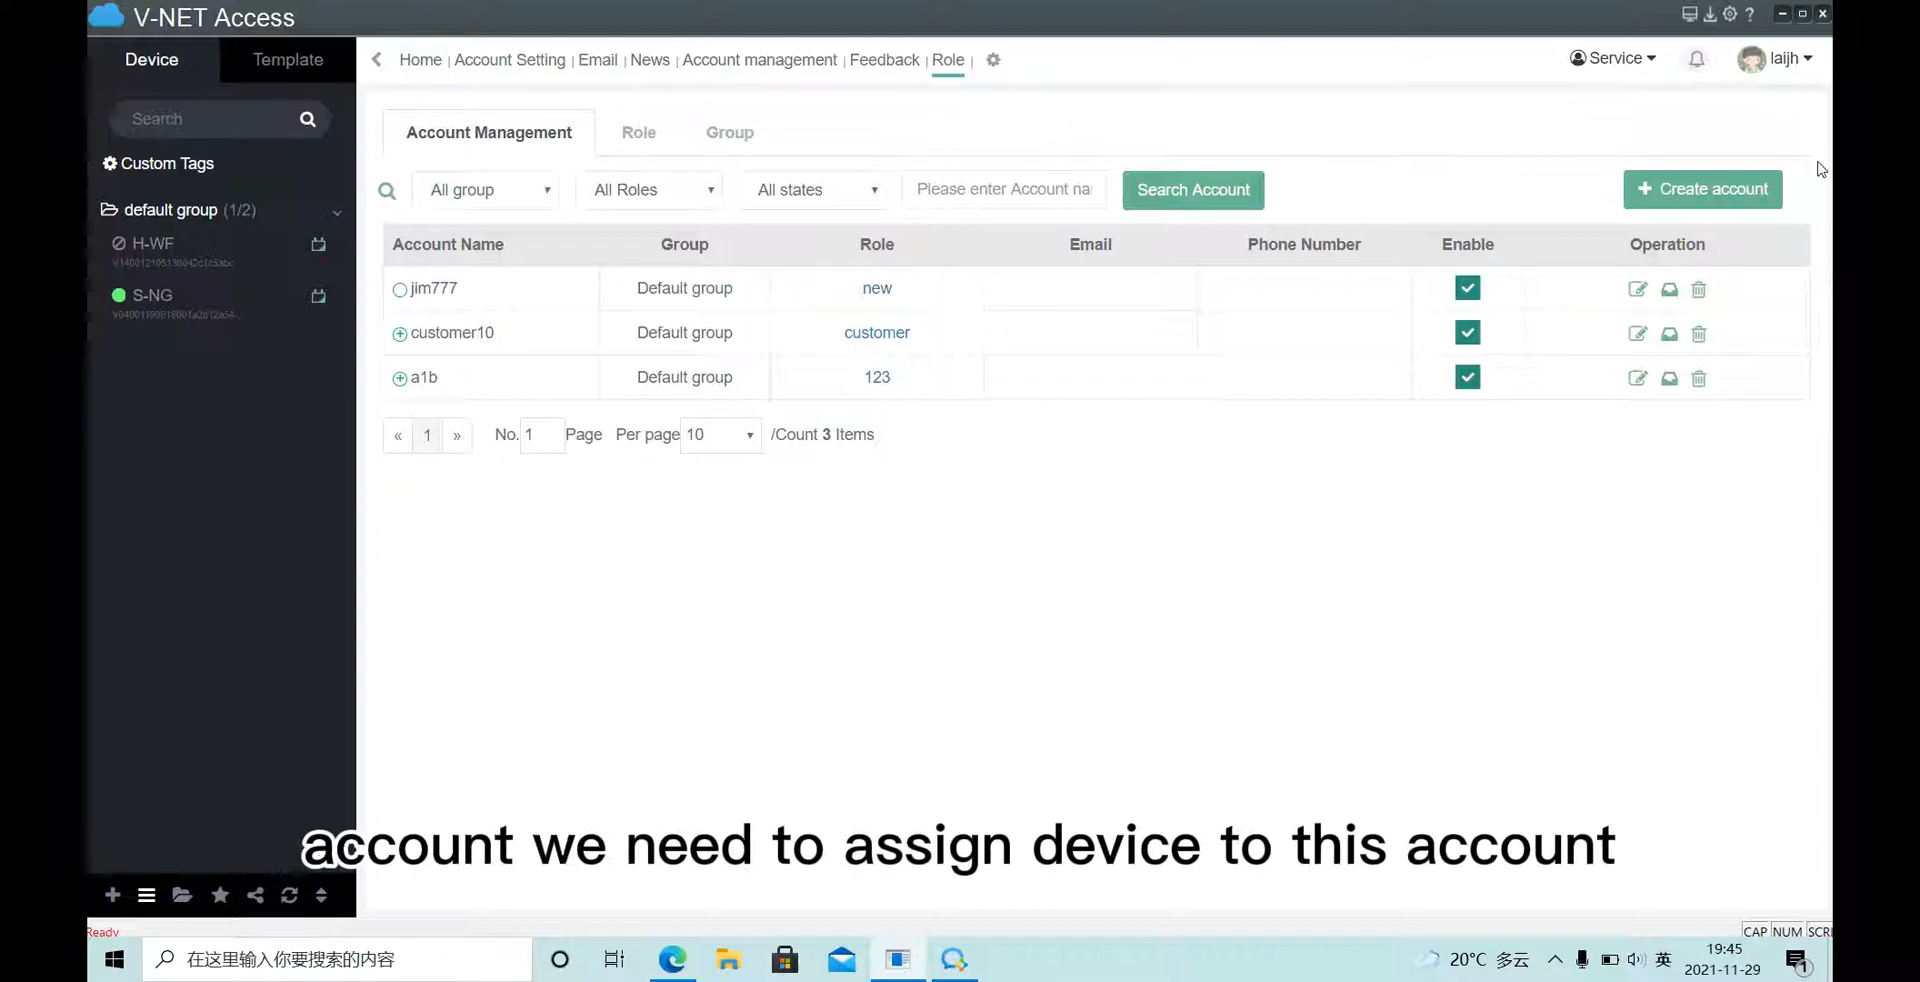 V-NET Access
Device Template
Home | Account Setting | Email | News | Account management | Feedback | Role |
Service
laijh
Search
Custom Tags
default group (1/2)
H-WF
S-NG
Account Management Role Group
All group All Roles All states Please enter Account na Search Account + Create account
Account Name Group Role Email Phone Number Enable Operation
jim777 Default group new
customer10 Default group customer
a1b Default group 123
« 1 » No. 1 Page Per page 10 /Count 3 Items
account we need to assign device to this account
Ready
CAP NUM SCRL
在这里输入你要搜索的内容
20°C 多云
英
19:45
2021-11-29
1